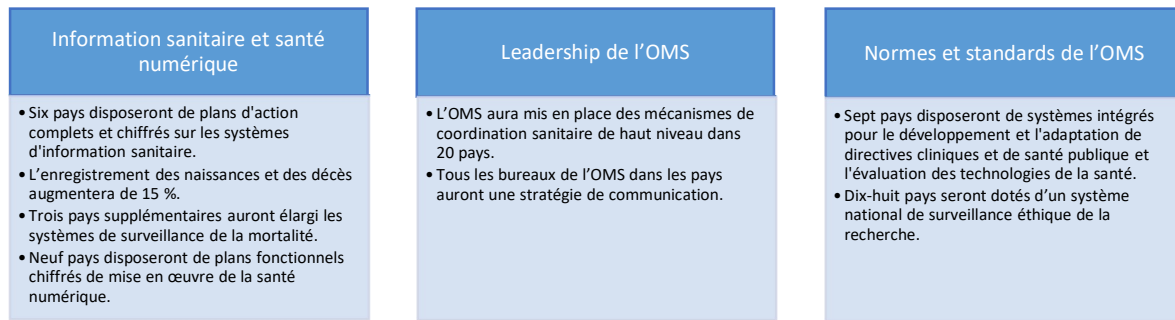 Information sanitaire et santé
numérique
• Six pays disposeront de plans d'action
complets et chiffrés sur les systèmes
d'information sanitaire.
• L’enregistrement des naissances et des décès
augmentera de 15 %.
• Trois pays supplémentaires auront élargi les
systèmes de surveillance de la mortalité.
• Neuf pays disposeront de plans fonctionnels
chiffrés de mise en œuvre de la santé
numérique.
Leadership de l’OMS
• L’OMS aura mis en place des mécanismes de
coordination sanitaire de haut niveau dans
20 pays.
• Tous les bureaux de l’OMS dans les pays
auront une stratégie de communication.
Normes et standards de l’OMS
• Sept pays disposeront de systèmes intégrés
pour le développement et l'adaptation de
directives cliniques et de santé publique et
l'évaluation des technologies de la santé.
• Dix-huit pays seront dotés d’un système
national de surveillance éthique de la
recherche.